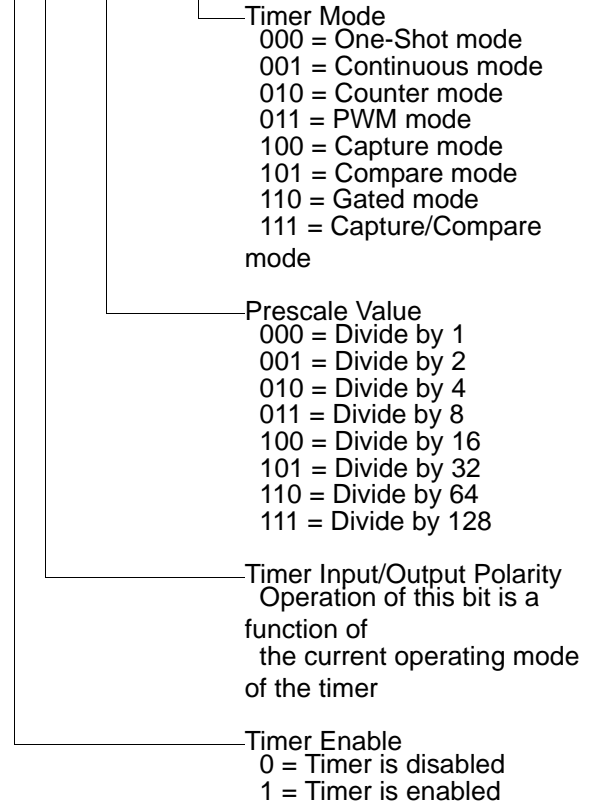 Timer Mode
000 = One-Shot mode
001 = Continuous mode
010 = Counter mode
011 = PWM mode
100 = Capture mode
101 = Compare mode
110 = Gated mode
111 = Capture/Compare
mode
Prescale Value
000 = Divide by 1
001 = Divide by 2
010 = Divide by 4
011 = Divide by 8
100 = Divide by 16
101 = Divide by 32
110 = Divide by 64
111 = Divide by 128
Timer Input/Output Polarity
Operation of this bit is a
function of
the current operating mode
of the timer
Timer Enable
0 = Timer is disabled
1 = Timer is enabled